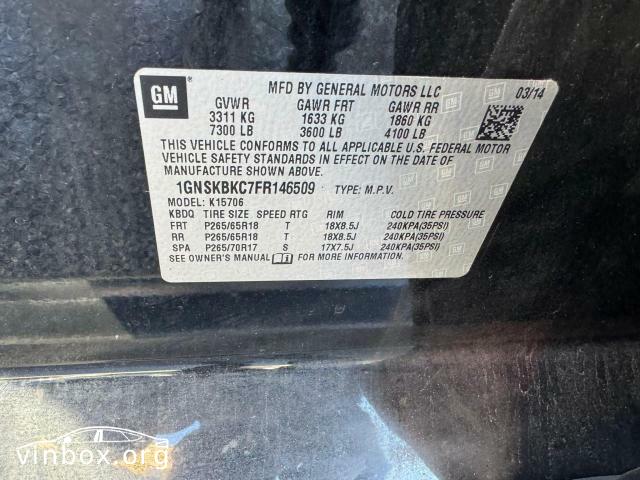 GM
MFD BY GENERAL MOTORS LLC 03/14
GVWR GAWR FRT GAWR RR
3311 KG 1633 KG 1860 KG
7300 LB 3600 LB 4100 LB
THIS VEHICLE CONFORMS TO ALL APPLICABLE U.S. FEDERAL MOTOR
VEHICLE SAFETY STANDARDS IN EFFECT ON THE DATE OF
MANUFACTURE SHOWN ABOVE.
1GNSKBKC7FR146509 TYPE: M.P.V.
MODEL: K15706
KBDQ TIRE SIZE SPEED RTG RIM COLD TIRE PRESSURE
FRT P265/65R18 T 18X8.5J 240KPA(35PSI)
RR P265/65R18 T 18X8.5J 240KPA(35PSI)
SPA P265/70R17 S 17X7.5J 240KPA(35PSI)
SEE OWNER'S MANUAL FOR MORE INFORMATION.
vinbox.org